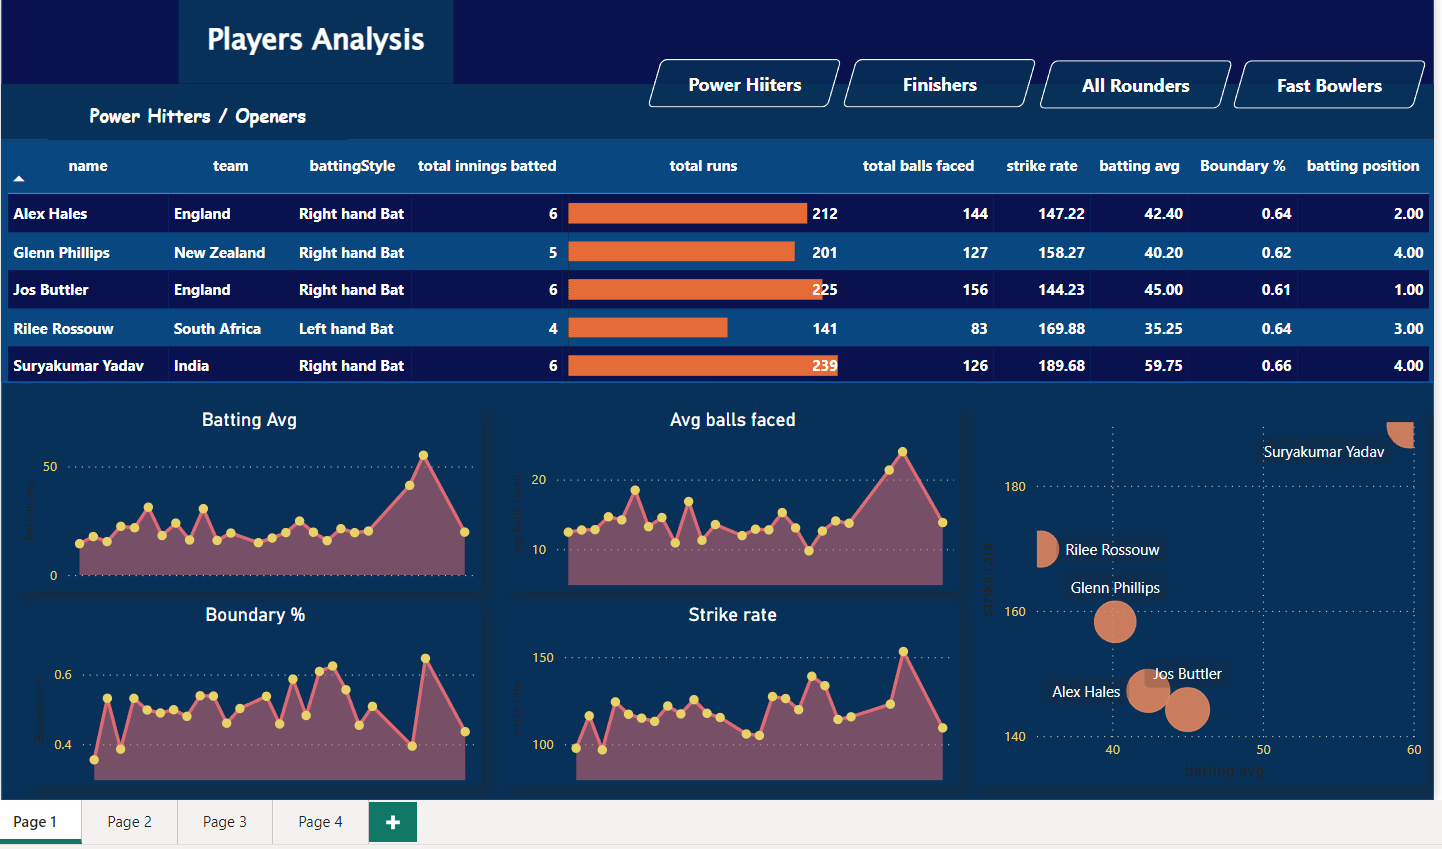 Players Analysis
Power Hiiters Finishers All Rounders Fast Bowlers
Power Hitters / Openers
name team battingStyle total innings batted total runs total balls faced strike rate batting avg Boundary % batting position
Alex Hales England Right hand Bat 6 212 144 147.22 42.40 0.64 2.00
Glenn Phillips New Zealand Right hand Bat 5 201 127 158.27 40.20 0.62 4.00
Jos Buttler England Right hand Bat 6 225 156 144.23 45.00 0.61 1.00
Rilee Rossouw South Africa Left hand Bat 4 141 83 169.88 35.25 0.64 3.00
Suryakumar Yadav India Right hand Bat 6 239 126 189.68 59.75 0.66 4.00
Batting Avg
50
0
Avg balls faced
20
10
Boundary %
0.6
0.4
Strike rate
150
100
Suryakumar Yadav
180
Rilee Rossouw
Glenn Phillips
strike rate
160
Jos Buttler
Alex Hales
140
40 50 60
batting avg
Page 1 Page 2 Page 3 Page 4 +